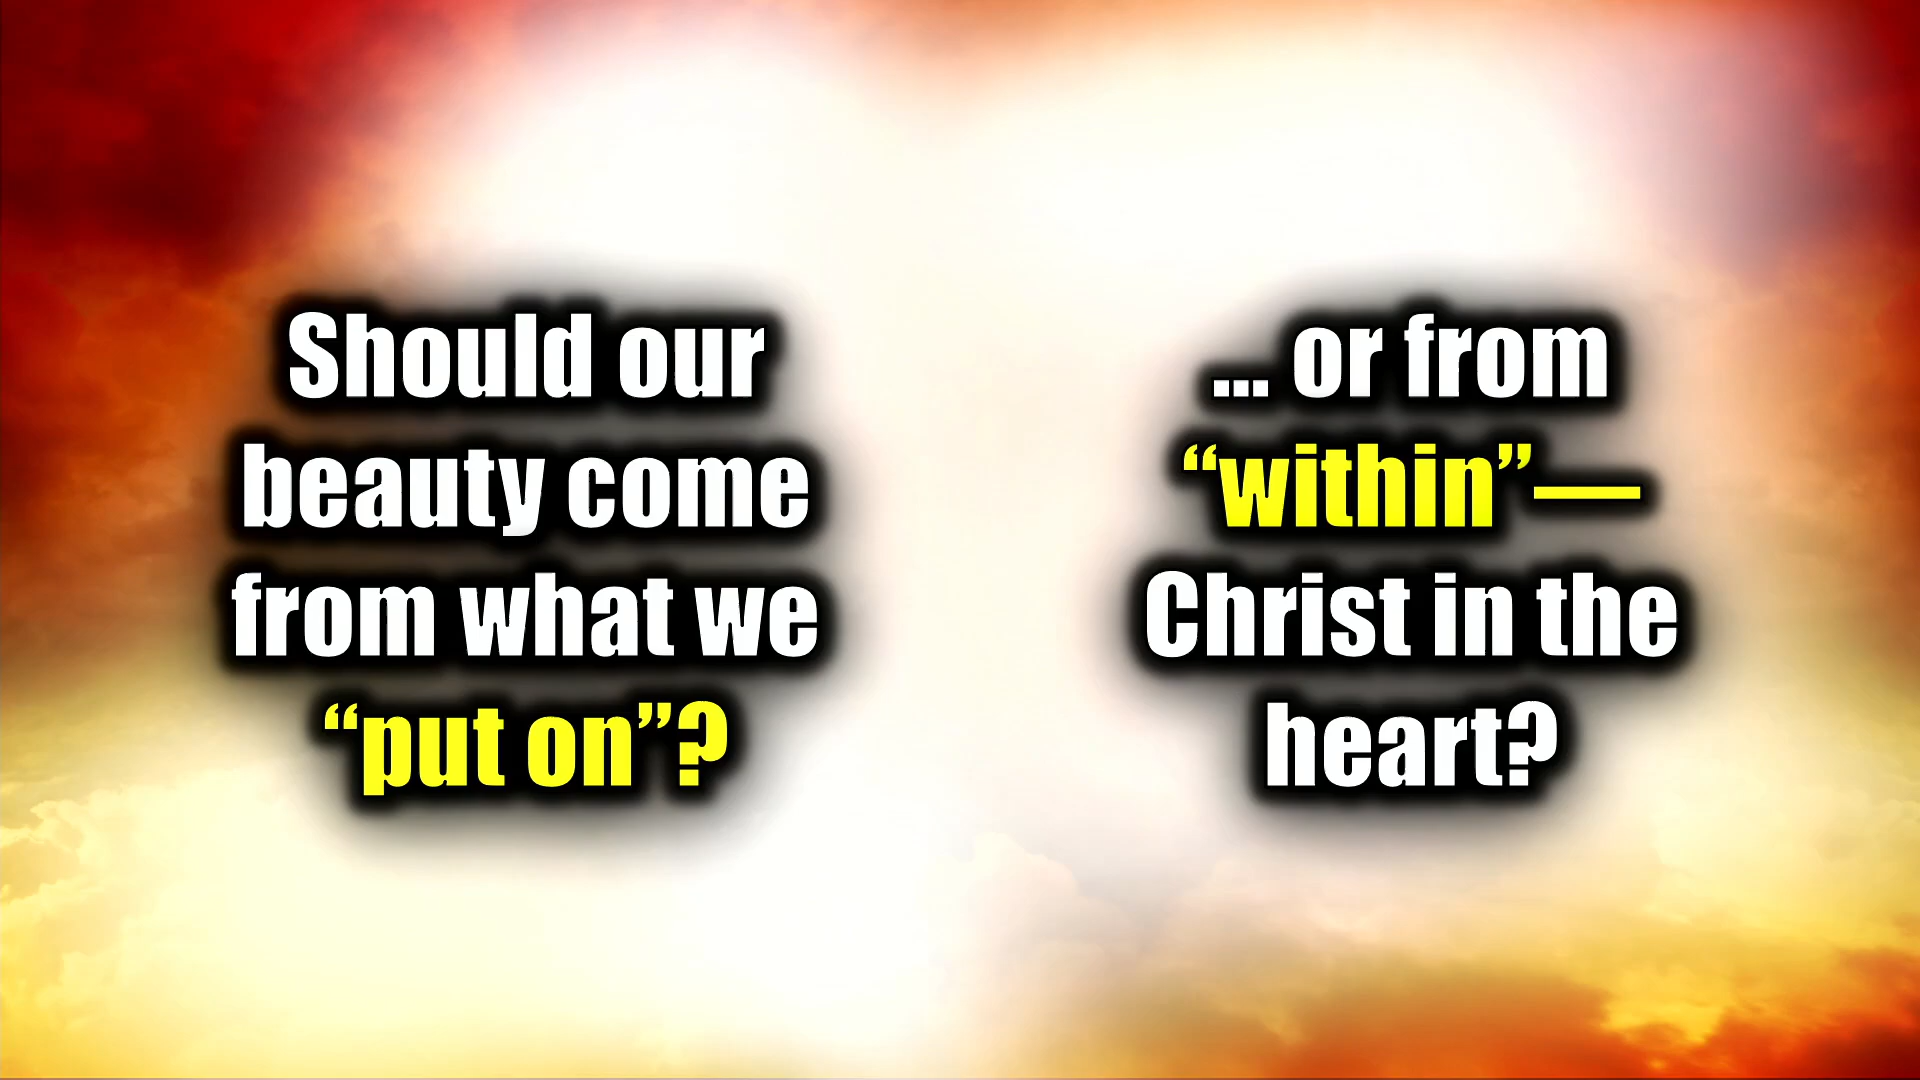 Should our
beauty come
from what we
“put on”?
... or from
“within”—
Christ in the
heart?